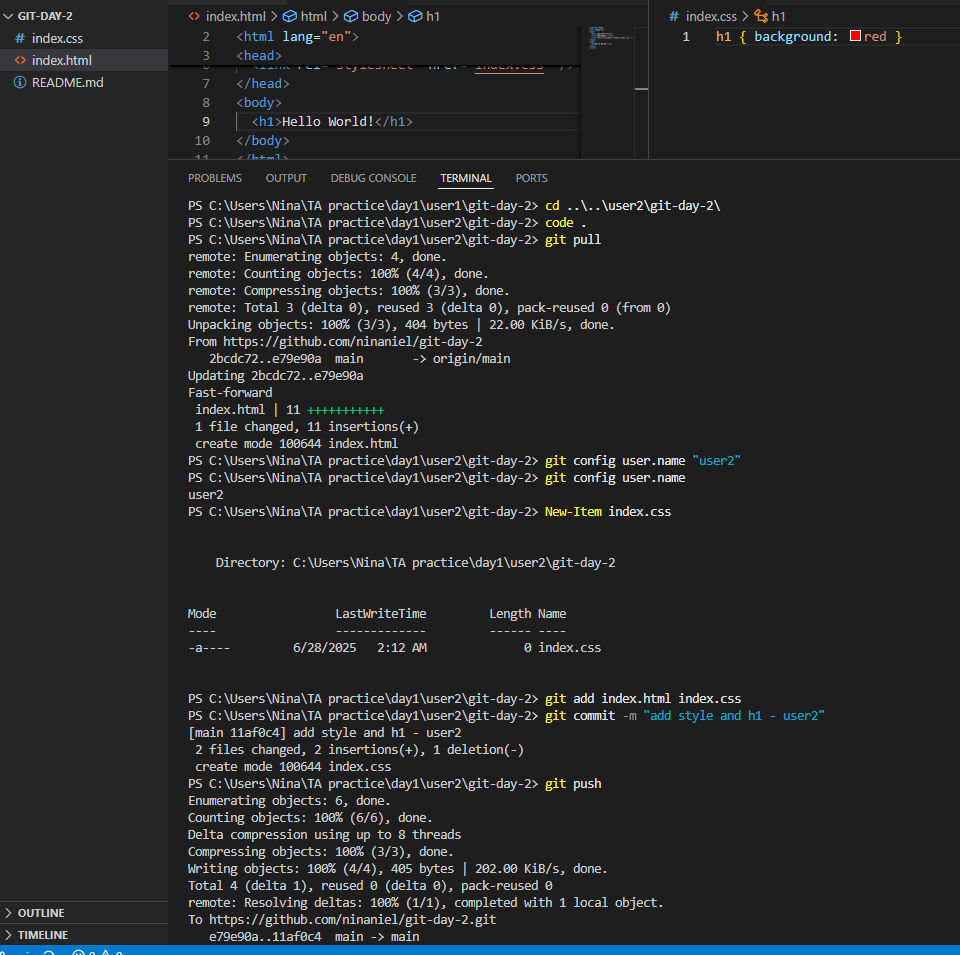 GIT-DAY-2
# index.css
index.html
README.md
index.html > html > body > h1
2 <html lang="en">
3 <head>
7 </head>
8 <body>
9 <h1>Hello World!</h1>
10 </body>
11 </html>
# index.css > h1
1 h1 { background: red }
PROBLEMS OUTPUT DEBUG CONSOLE TERMINAL PORTS
PS C:\Users\Nina\TA practice\day1\user1\git-day-2> cd ..\..\user2\git-day-2\
PS C:\Users\Nina\TA practice\day1\user2\git-day-2> code .
PS C:\Users\Nina\TA practice\day1\user2\git-day-2> git pull
remote: Enumerating objects: 4, done.
remote: Counting objects: 100% (4/4), done.
remote: Compressing objects: 100% (3/3), done.
remote: Total 3 (delta 0), reused 3 (delta 0), pack-reused 0 (from 0)
Unpacking objects: 100% (3/3), 404 bytes | 22.00 KiB/s, done.
From https://github.com/ninaniel/git-day-2
2bcdc72..e79e90a main -> origin/main
Updating 2bcdc72..e79e90a
Fast-forward
index.html | 11 +++++++++++
1 file changed, 11 insertions(+)
create mode 100644 index.html
PS C:\Users\Nina\TA practice\day1\user2\git-day-2> git config user.name "user2"
PS C:\Users\Nina\TA practice\day1\user2\git-day-2> git config user.name
user2
PS C:\Users\Nina\TA practice\day1\user2\git-day-2> New-Item index.css
Directory: C:\Users\Nina\TA practice\day1\user2\git-day-2
Mode LastWriteTime Length Name
---- ------------- ------ ----
-a---- 6/28/2025 2:12 AM 0 index.css
PS C:\Users\Nina\TA practice\day1\user2\git-day-2> git add index.html index.css
PS C:\Users\Nina\TA practice\day1\user2\git-day-2> git commit -m "add style and h1 - user2"
[main 11af0c4] add style and h1 - user2
2 files changed, 2 insertions(+), 1 deletion(-)
create mode 100644 index.css
PS C:\Users\Nina\TA practice\day1\user2\git-day-2> git push
Enumerating objects: 6, done.
Counting objects: 100% (6/6), done.
Delta compression using up to 8 threads
Compressing objects: 100% (3/3), done.
Writing objects: 100% (4/4), 405 bytes | 202.00 KiB/s, done.
Total 4 (delta 1), reused 0 (delta 0), pack-reused 0
remote: Resolving deltas: 100% (1/1), completed with 1 local object.
To https://github.com/ninaniel/git-day-2.git
e79e90a..11af0c4 main -> main
OUTLINE
TIMELINE